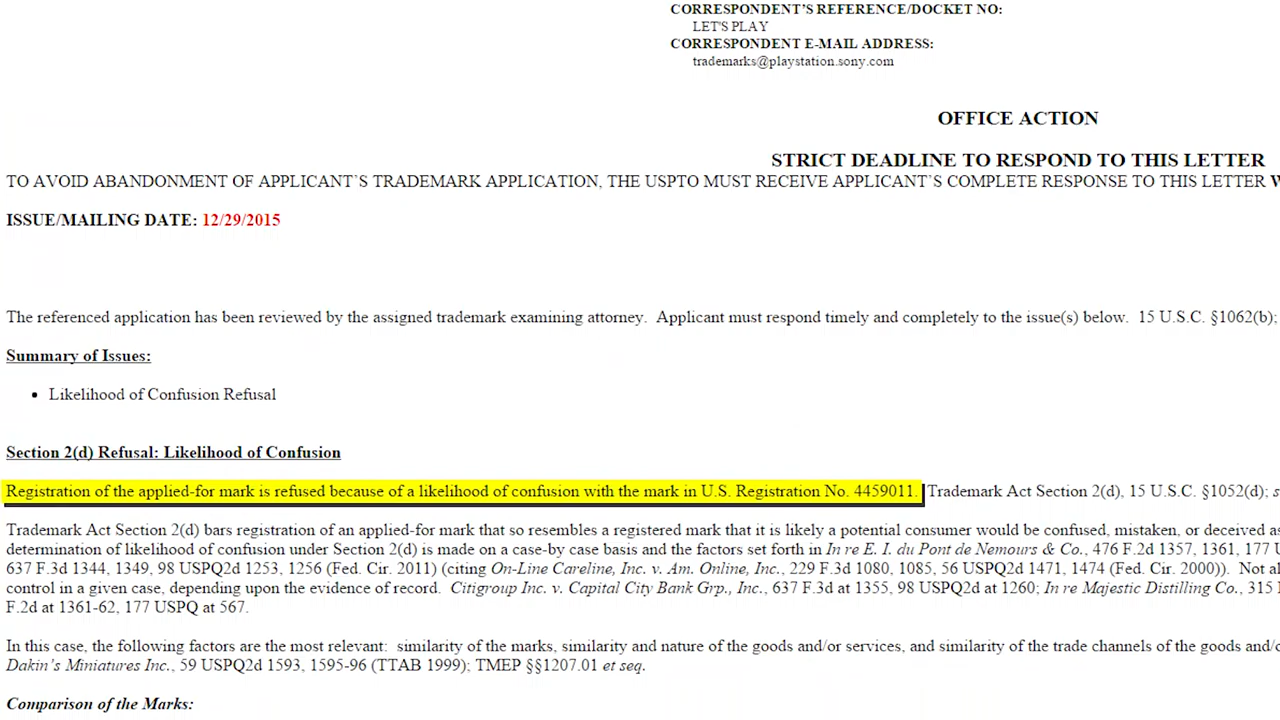 CORRESPONDENT'S REFERENCE/DOCKET NO:
LET'S PLAY
CORRESPONDENT E-MAIL ADDRESS:
trademarks@playstation.sony.com
OFFICE ACTION
STRICT DEADLINE TO RESPOND TO THIS LETTER
TO AVOID ABANDONMENT OF APPLICANT`S TRADEMARK APPLICATION, THE USPTO MUST RECEIVE APPLICANT`S COMPLETE RESPONSE TO THIS LETTER
ISSUE/MAILING DATE: 12/29/2015
The referenced application has been reviewed by the assigned trademark examining attorney. Applicant must respond timely and completely to the issue(s) below. 15 U.S.C. §1062(b);
Summary of Issues:
• Likelihood of Confusion Refusal
Section 2(d) Refusal: Likelihood of Confusion
Registration of the applied-for mark is refused because of a likelihood of confusion with the mark in U.S. Registration No. 4459011. Trademark Act Section 2(d), 15 U.S.C. §1052(d);
Trademark Act Section 2(d) bars registration of an applied-for mark that so resembles a registered mark that it is likely a potential consumer would be confused, mistaken, or deceived as
determination of likelihood of confusion under Section 2(d) is made on a case-by case basis and the factors set forth in In re E. I. du Pont de Nemours & Co., 476 F.2d 1357, 1361, 177
637 F.3d 1344, 1349, 98 USPQ2d 1253, 1256 (Fed. Cir. 2011) (citing On-Line Careline, Inc. v. Am. Online, Inc., 229 F.3d 1080, 1085, 56 USPQ2d 1471, 1474 (Fed. Cir. 2000)). Not
control in a given case, depending upon the evidence of record. Citigroup Inc. v. Capital City Bank Grp., Inc., 637 F.3d at 1355, 98 USPQ2d at 1260; In re Majestic Distilling Co., 315
F.2d at 1361-62, 177 USPQ at 567.
In this case, the following factors are the most relevant: similarity of the marks, similarity and nature of the goods and/or services, and similarity of the trade channels of the goods
Dakin's Miniatures Inc., 59 USPQ2d 1593, 1595-96 (TTAB 1999); TMEP §§1207.01 et seq.
Comparison of the Marks: